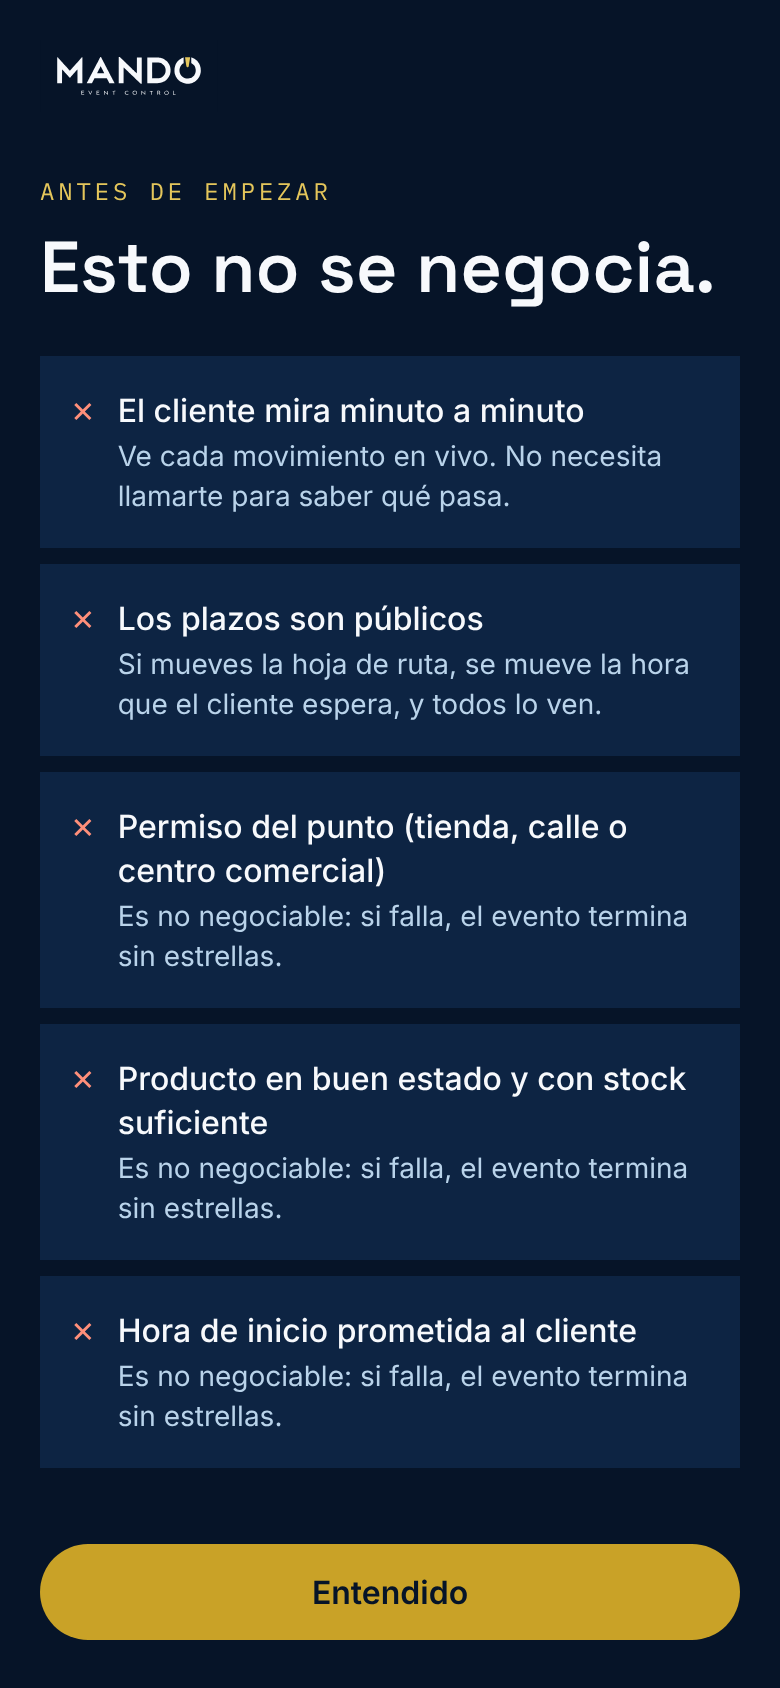 MANDO
EVENT CONTROL
ANTES DE EMPEZAR
Esto no se negocia.
✕ El cliente mira minuto a minuto
Ve cada movimiento en vivo. No necesita
llamarte para saber qué pasa.
✕ Los plazos son públicos
Si mueves la hoja de ruta, se mueve la hora
que el cliente espera, y todos lo ven.
✕ Permiso del punto (tienda, calle o
centro comercial)
Es no negociable: si falla, el evento termina
sin estrellas.
✕ Producto en buen estado y con stock
suficiente
Es no negociable: si falla, el evento termina
sin estrellas.
✕ Hora de inicio prometida al cliente
Es no negociable: si falla, el evento termina
sin estrellas.
Entendido